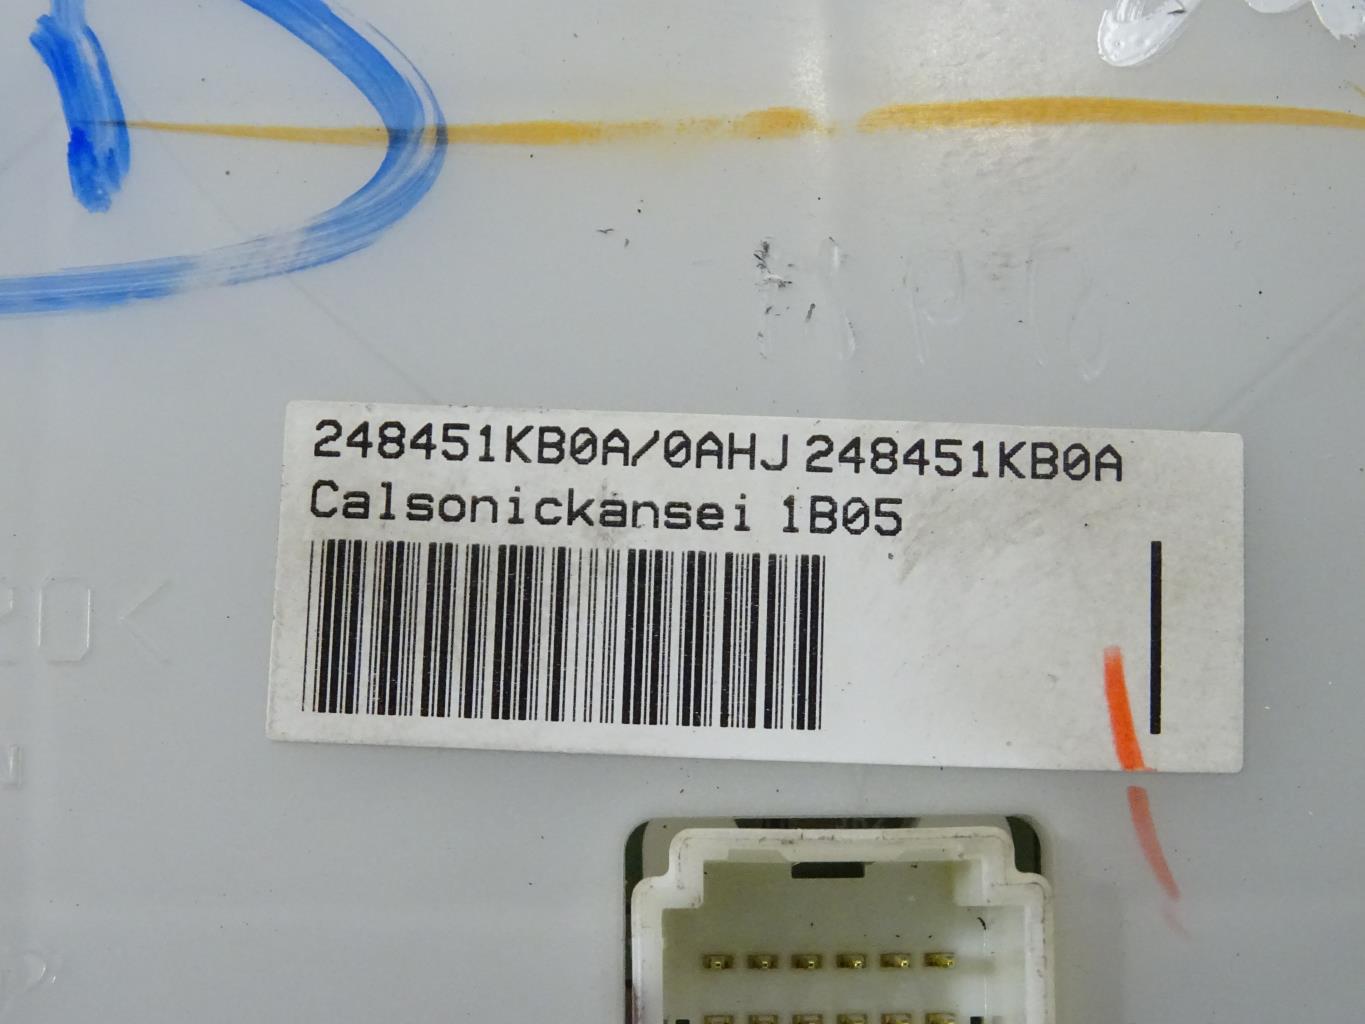 248451KB0A/0AHJ 248451KB0A
Calsonickansei 1B05